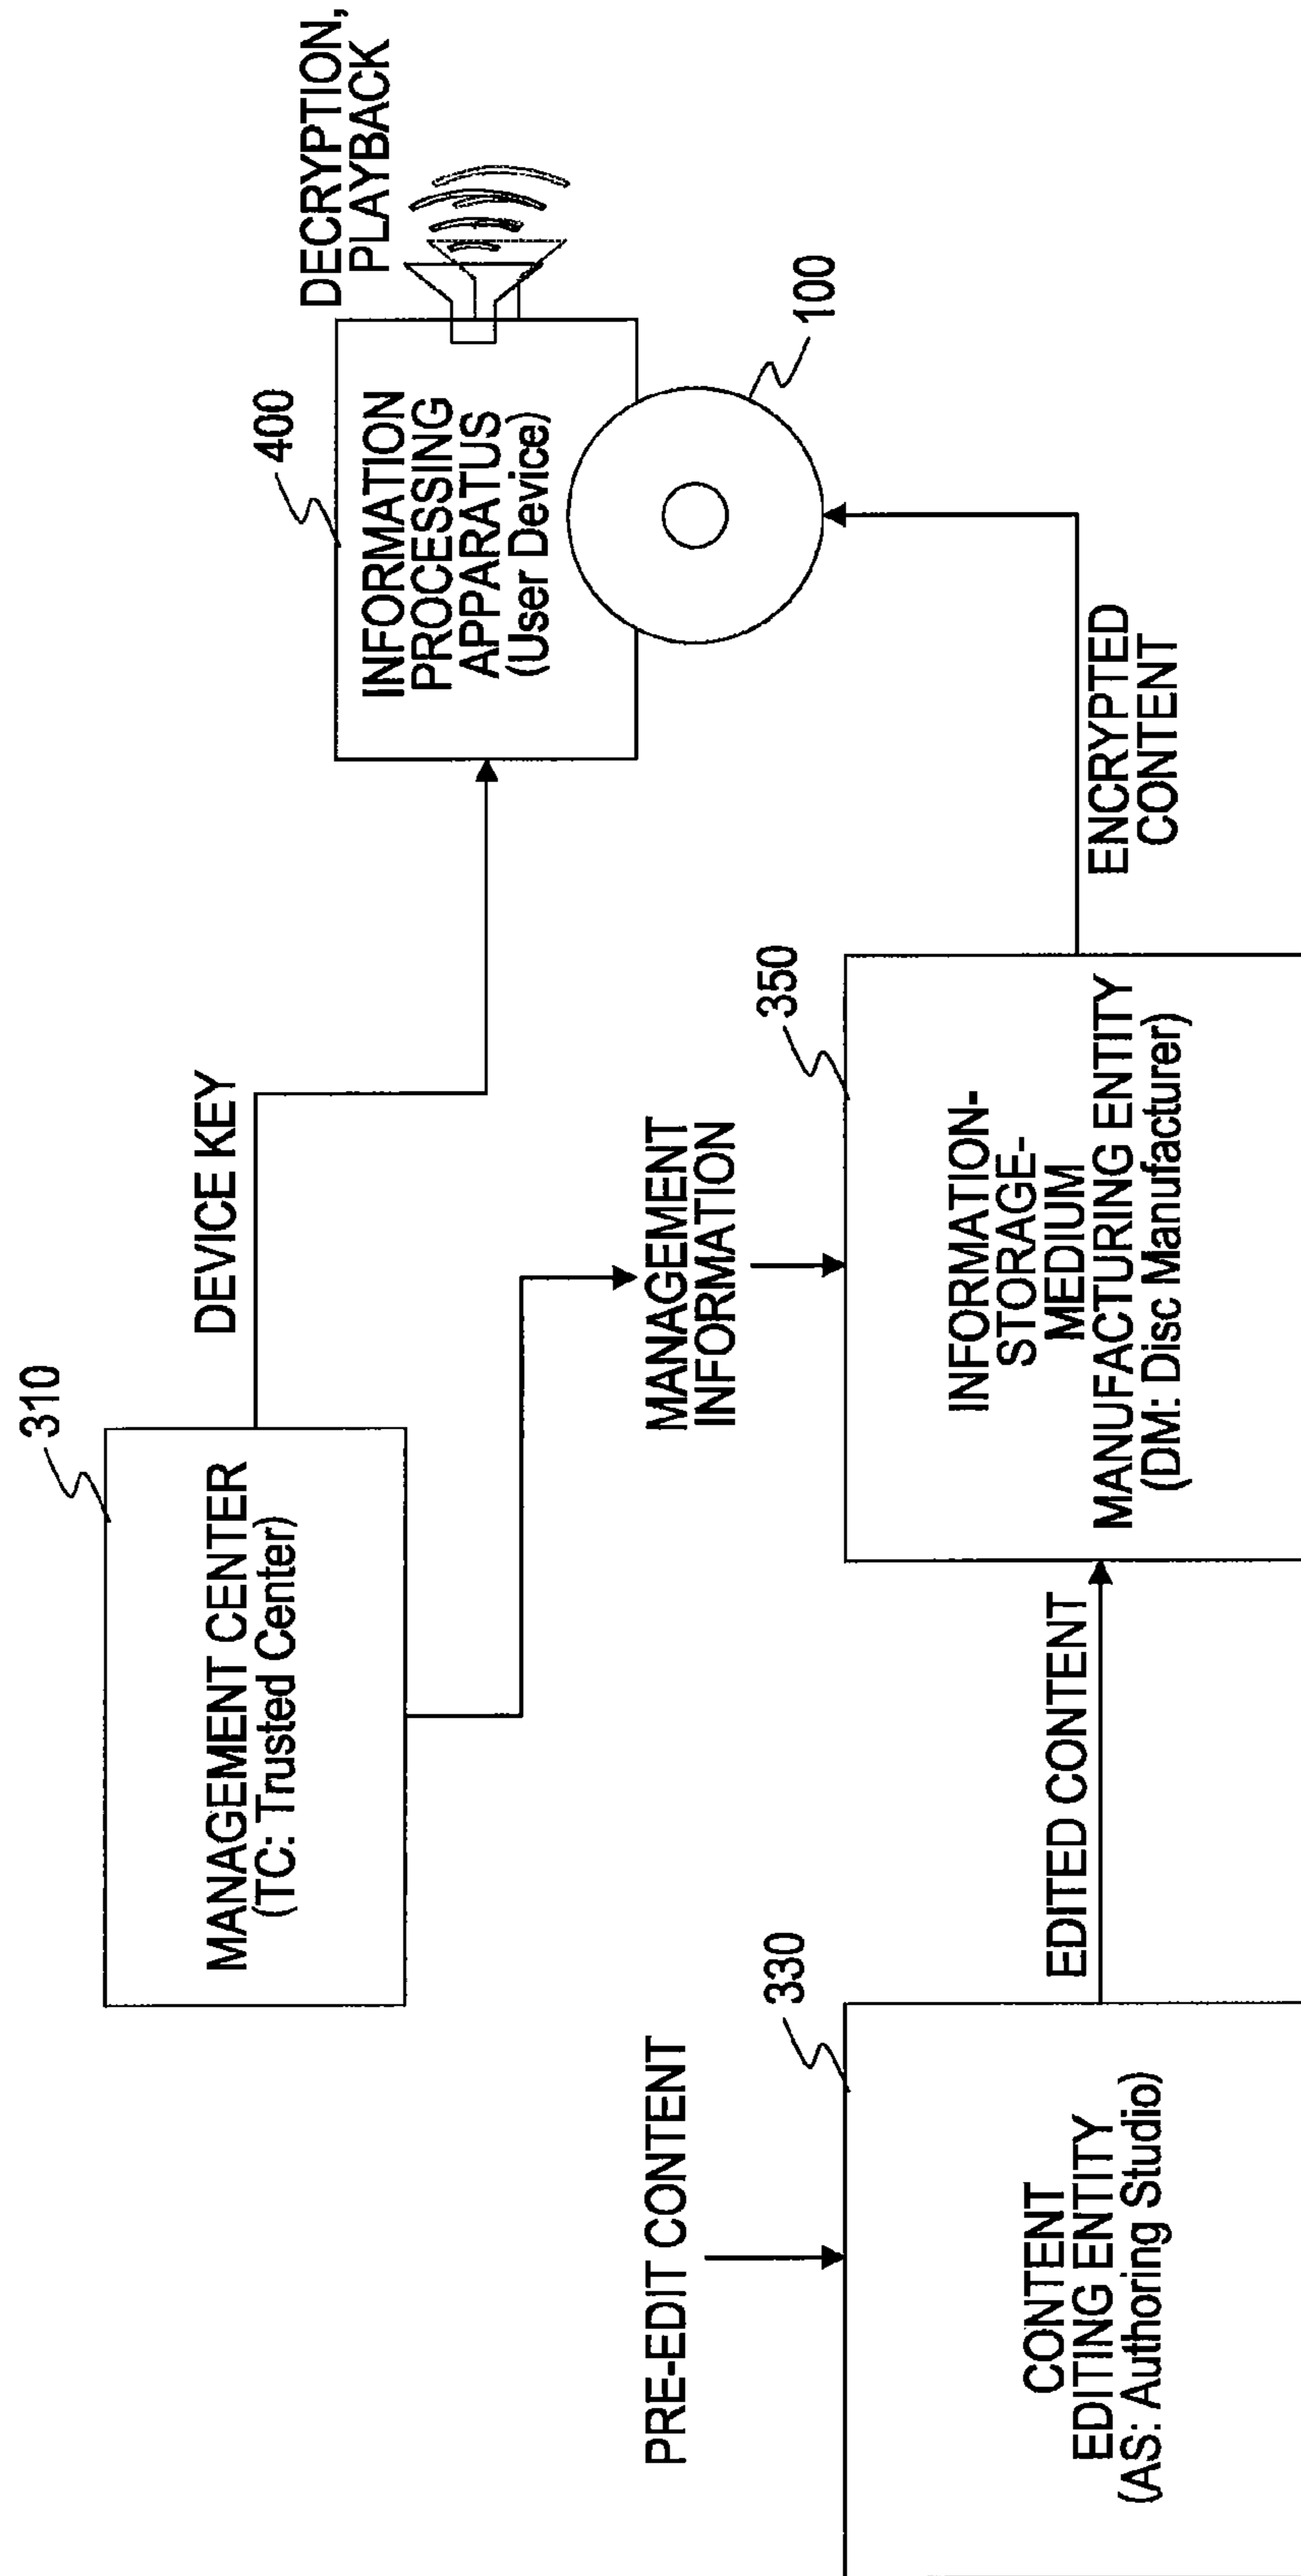 310
MANAGEMENT CENTER
(TC: Trusted Center)
DEVICE KEY
400
INFORMATION
PROCESSING
APPARATUS
(User Device)
DECRYPTION,
PLAYBACK
100
PRE-EDIT CONTENT
MANAGEMENT
INFORMATION
330
CONTENT
EDITING ENTITY
(AS: Authoring Studio)
EDITED CONTENT
350
INFORMATION-
STORAGE-
MEDIUM
MANUFACTURING ENTITY
(DM: Disc Manufacturer)
ENCRYPTED
CONTENT